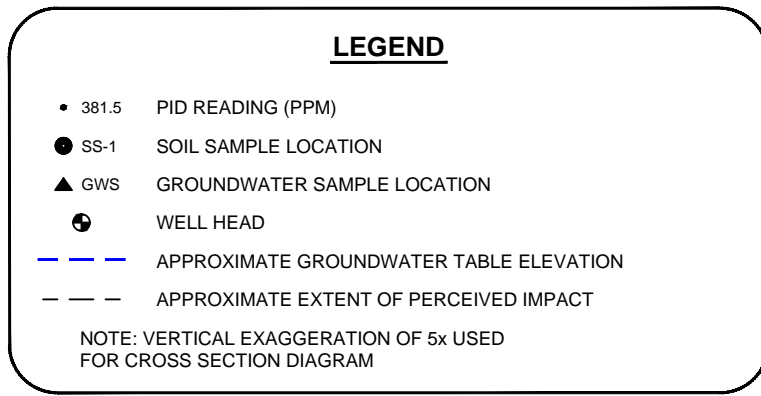 LEGEND
381.5 PID READING (PPM)
SS-1 SOIL SAMPLE LOCATION
GWS GROUNDWATER SAMPLE LOCATION
WELL HEAD
APPROXIMATE GROUNDWATER TABLE ELEVATION
APPROXIMATE EXTENT OF PERCEIVED IMPACT
NOTE: VERTICAL EXAGGERATION OF 5x USED
FOR CROSS SECTION DIAGRAM